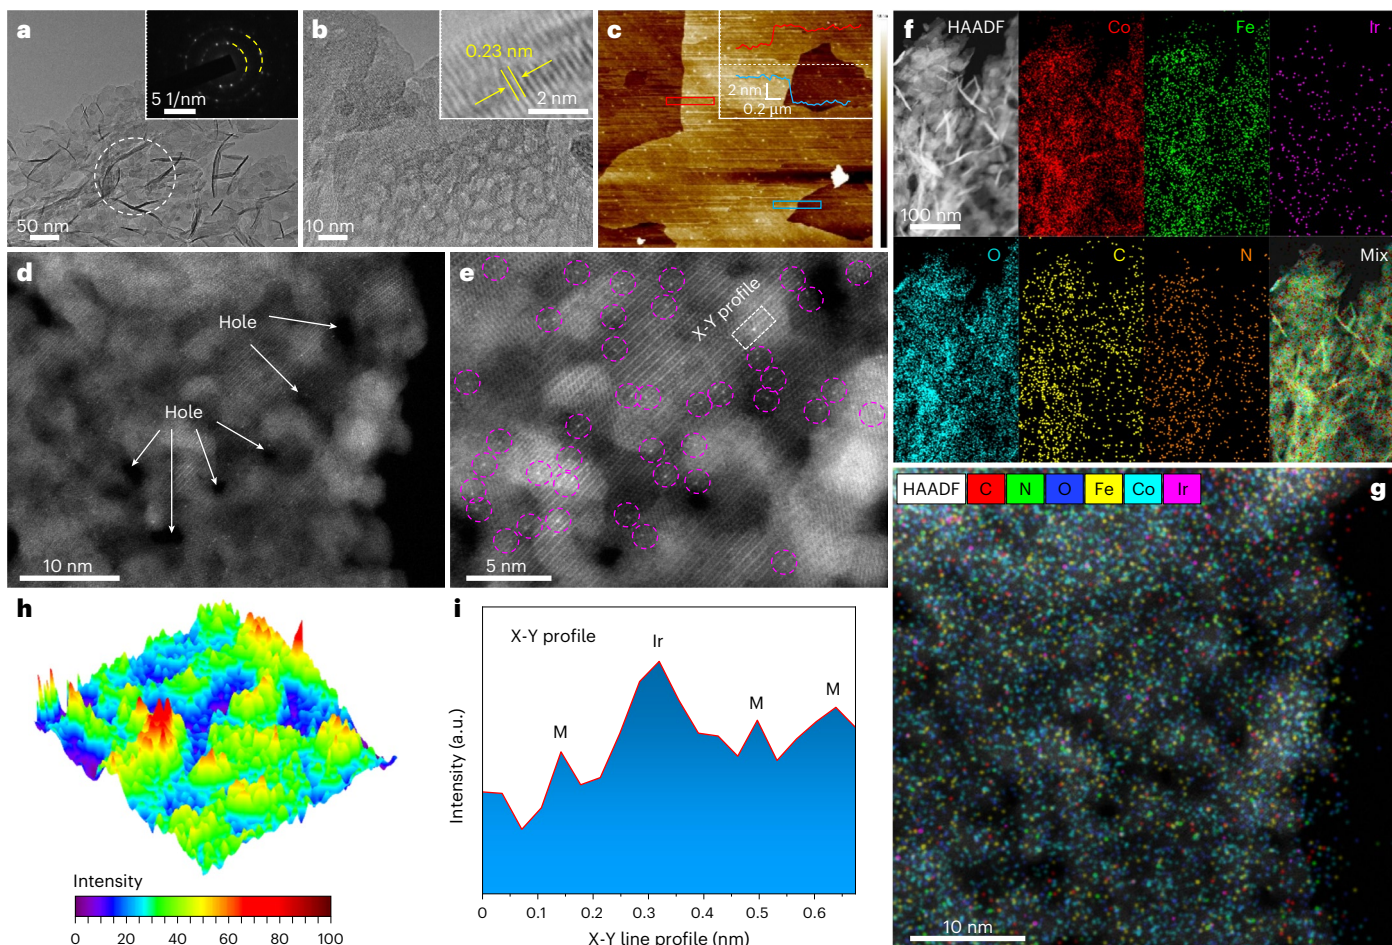 a
5 1/nm
50 nm
b
0.23 nm
2 nm
10 nm
c
2 nm
0.2 µm
d
Hole
Hole
10 nm
e
X-Y profile
5 nm
f
HAADF
Co
Fe
Ir
100 nm
O
C
N
Mix
HAADF C N O Fe Co Ir
g
10 nm
h
Intensity
0 20 40 60 80 100
i
X-Y profile
Ir
M
M
M
Intensity (a.u.)
0 0.1 0.2 0.3 0.4 0.5 0.6
X-Y line profile (nm)